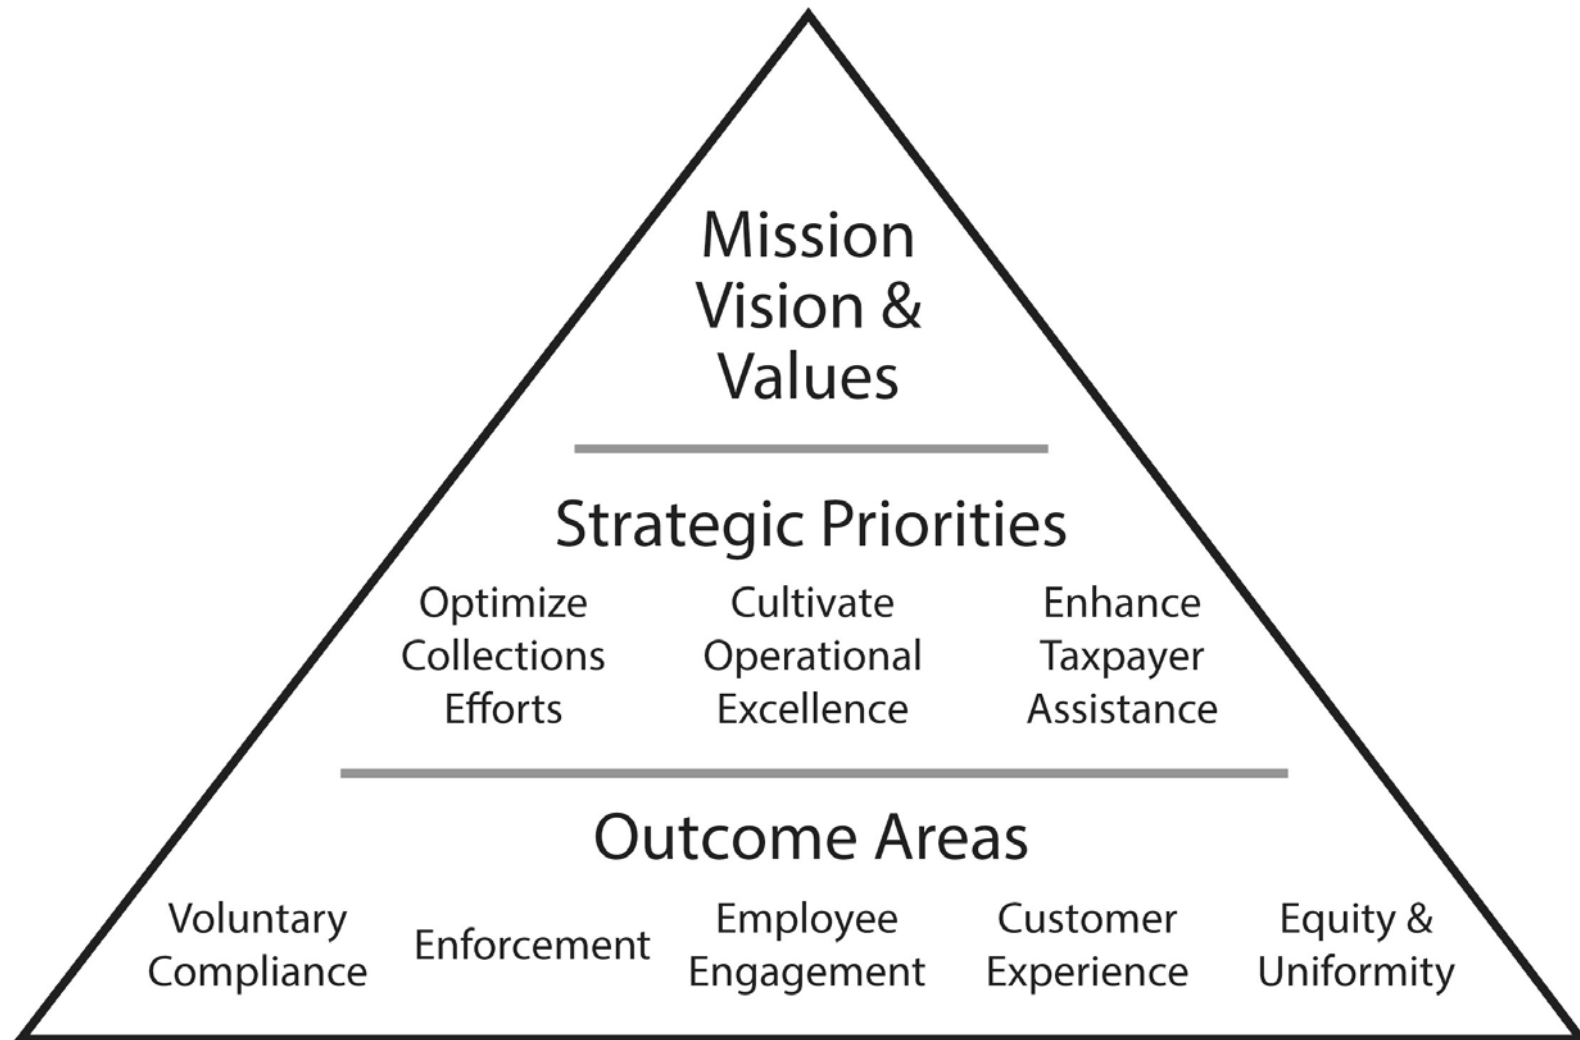 Mission
Vision &
Values
Strategic Priorities
Optimize
Collections
Efforts
Cultivate
Operational
Excellence
Enhance
Taxpayer
Assistance
Outcome Areas
Voluntary
Compliance
Enforcement
Employee
Engagement
Customer
Experience
Equity &
Uniformity